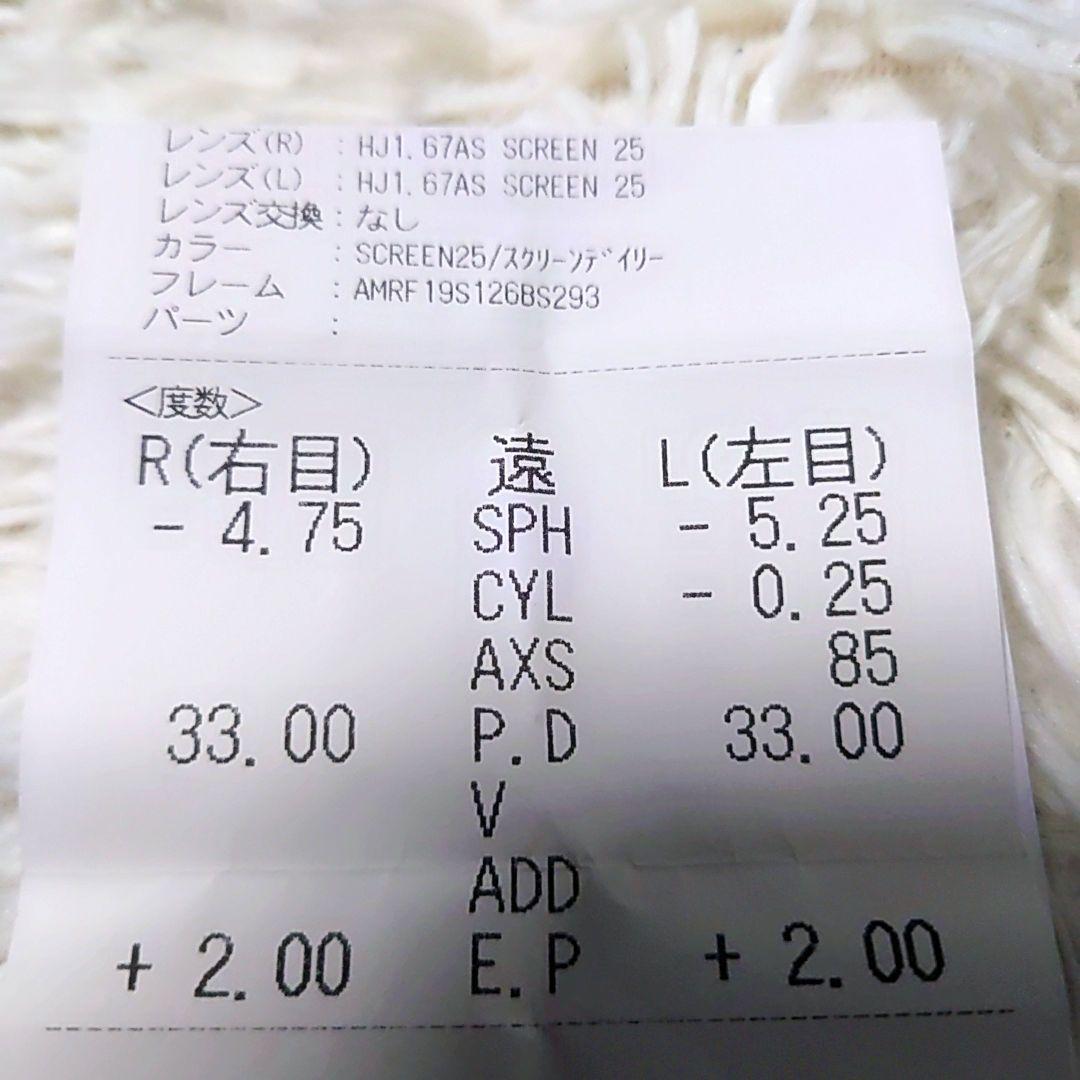 レンズ(R) : HJ1.67AS SCREEN 25
レンズ(L) : HJ1.67AS SCREEN 25
レンズ交換 : なし
カラー : SCREEN25/スクリーンデイリー
フレーム : AMRF19S126BS293
パーツ :
<度数>
R(右目) 遠 L(左目)
- 4.75 SPH - 5.25
CYL - 0.25
AXS 85
33.00 P.D 33.00
V
ADD
+ 2.00 E.P + 2.00